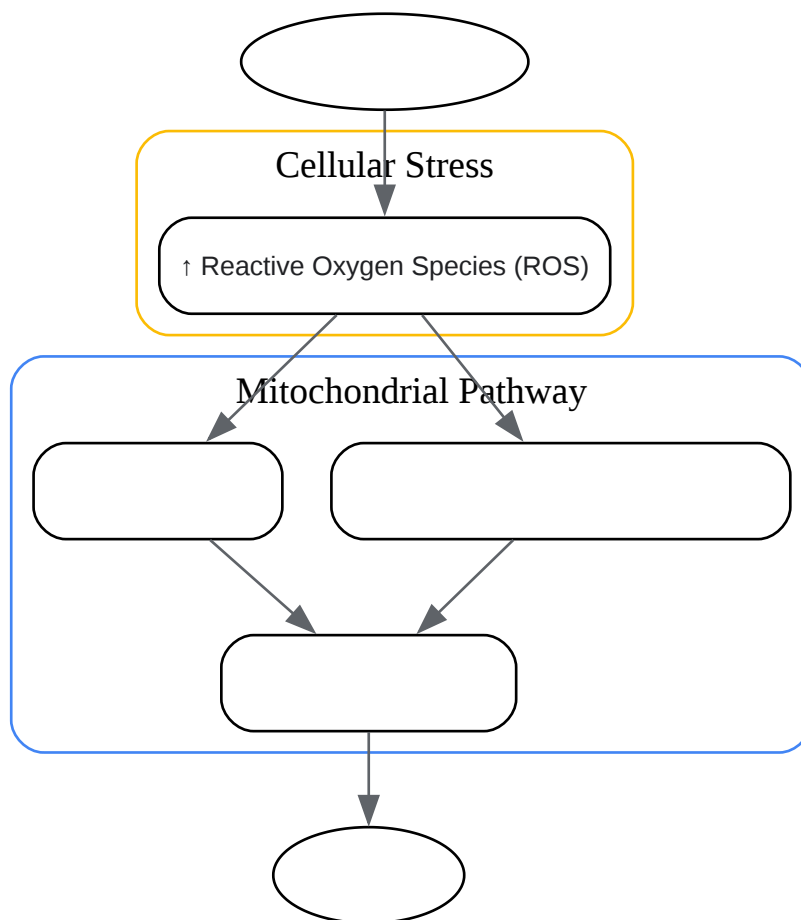 Cellular Stress
↑ Reactive Oxygen Species (ROS)
Mitochondrial Pathway